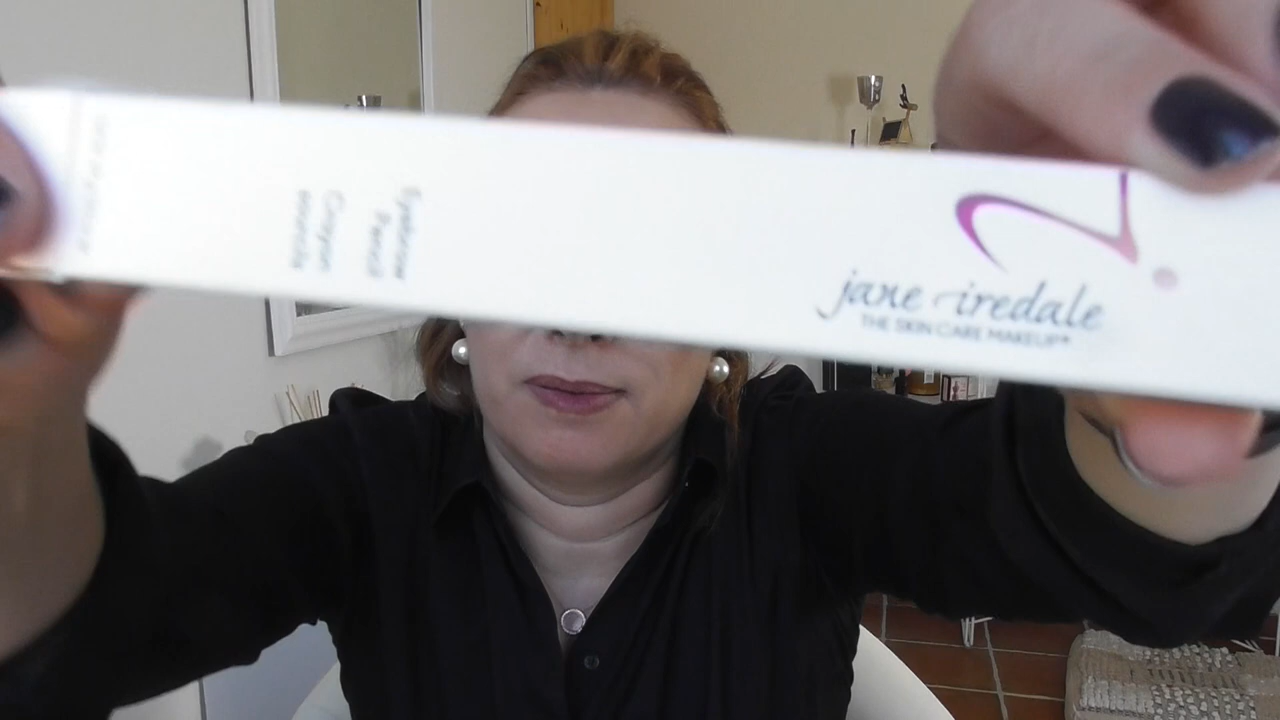 jane iredale
THE SKIN CARE MAKEUP®
Eyebrow
Pencil
Crayon
sourcils